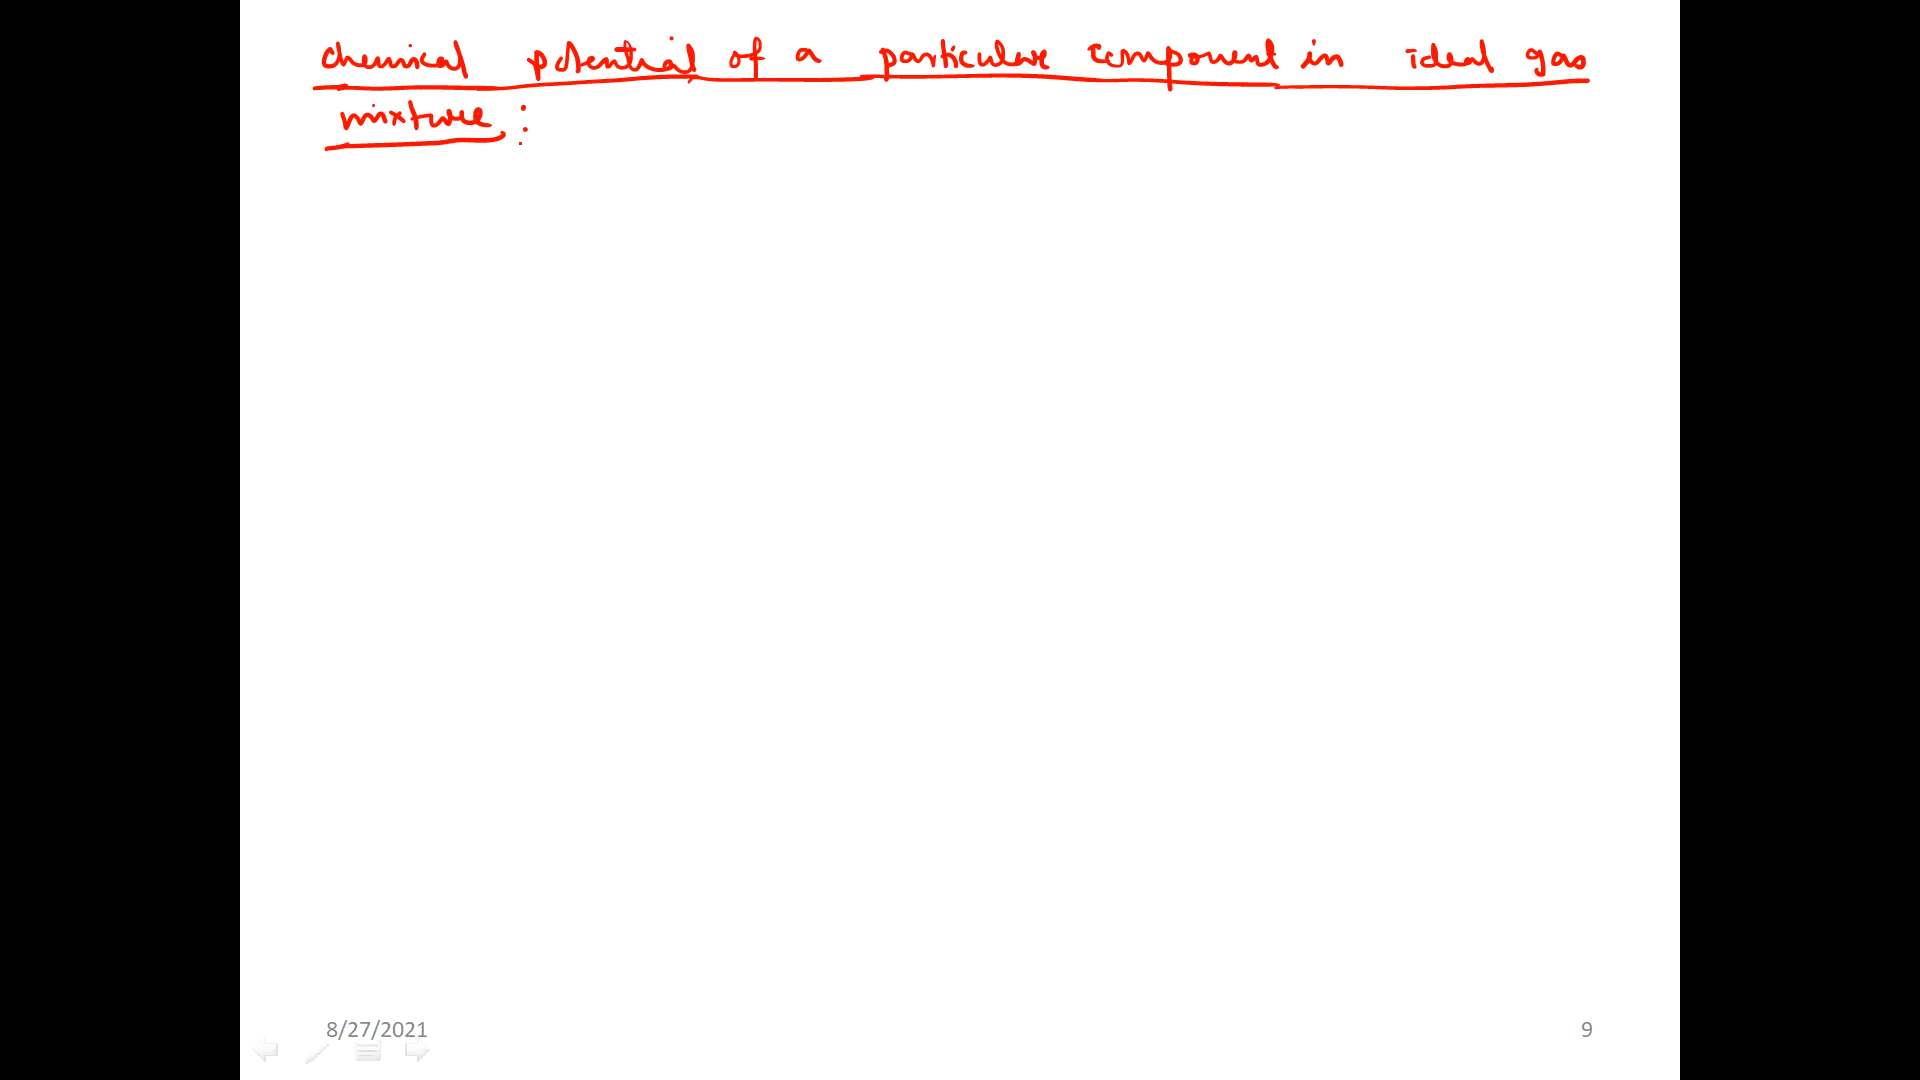 chemical potential of a particular component in ideal gas
mixture :
8/27/2021
9